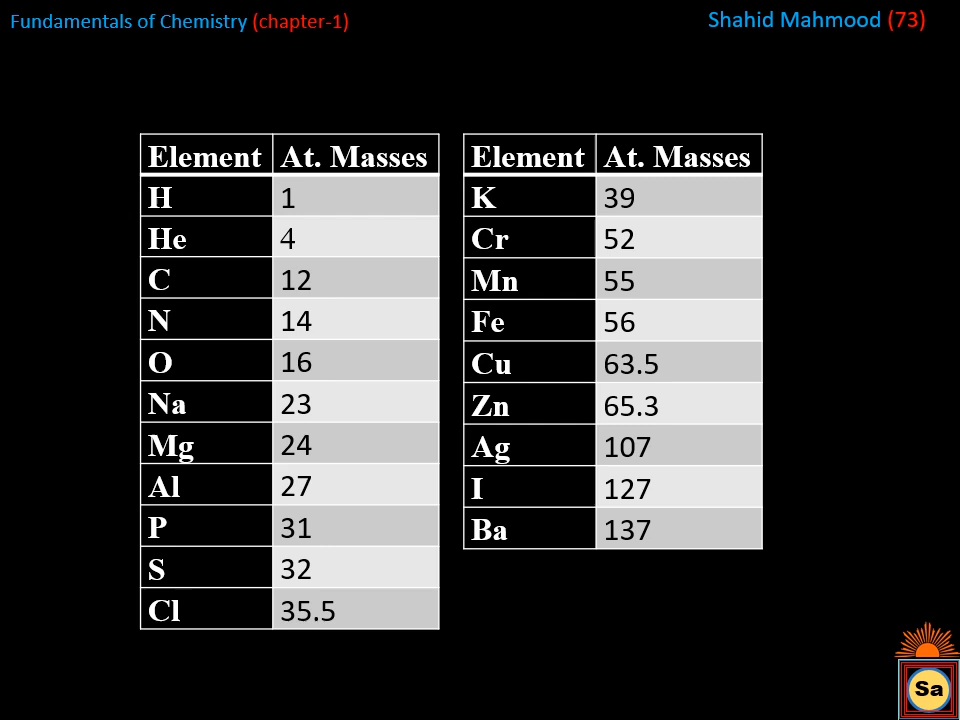 Fundamentals of Chemistry (chapter-1)
Shahid Mahmood (73)
Element At. Masses
H 1
He 4
C 12
N 14
O 16
Na 23
Mg 24
Al 27
P 31
S 32
Cl 35.5
Element At. Masses
K 39
Cr 52
Mn 55
Fe 56
Cu 63.5
Zn 65.3
Ag 107
I 127
Ba 137
Sa